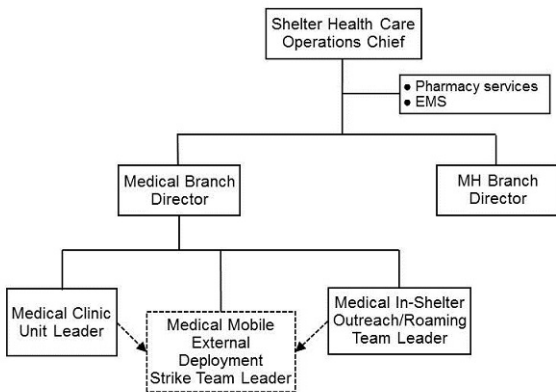 Shelter Health Care
Operations Chief
● Pharmacy services
● EMS
Medical Branch
Director
MH Branch
Director
Medical Clinic
Unit Leader
Medical Mobile
External
Deployment
Strike Team Leader
Medical In-Shelter
Outreach/Roaming
Team Leader